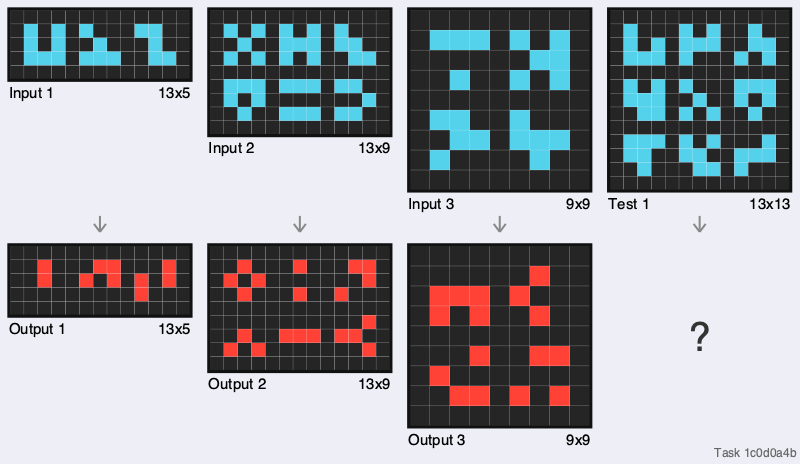 Input 1 13x5
Input 2 13x9
Input 3 9x9
Test 1 13x13
Output 1 13x5
Output 2 13x9
Output 3 9x9
?
Task 1c0d0a4b